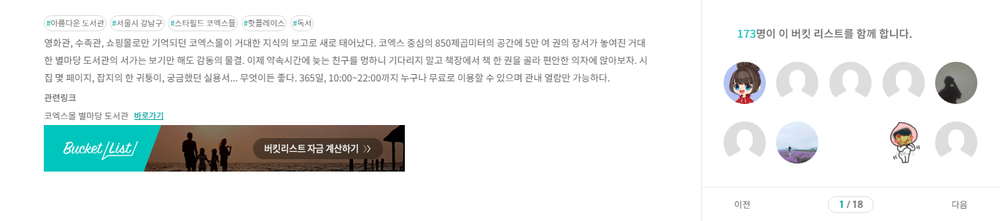 #아름다운 도서관 #서울시 강남구 #스타필드 코엑스몰 #핫플레이스 #독서
영화관, 수족관, 쇼핑몰로만 기억되던 코엑스몰이 거대한 지식의 보고로 새로 태어났다. 코엑스 중심의 850제곱미터의 공간에 5만 여 권의 장서가 놓여진 거대
한 별마당 도서관의 서가는 보기만 해도 감동의 물결. 이제 약속시간에 늦는 친구를 멍하니 기다리지 말고 책장에서 책 한 권을 골라 편안한 의자에 앉아보자. 시
집 몇 페이지, 잡지의 한 귀퉁이, 궁금했던 실용서... 무엇이든 좋다. 365일, 10:00~22:00까지 누구나 무료로 이용할 수 있으며 관내 열람만 가능하다.
관련링크
코엑스몰 별마당 도서관 바로가기
Bucket List 버킷리스트 자금 계산하기 >>
173명이 이 버킷 리스트를 함께 합니다.
이전 1 / 18 다음